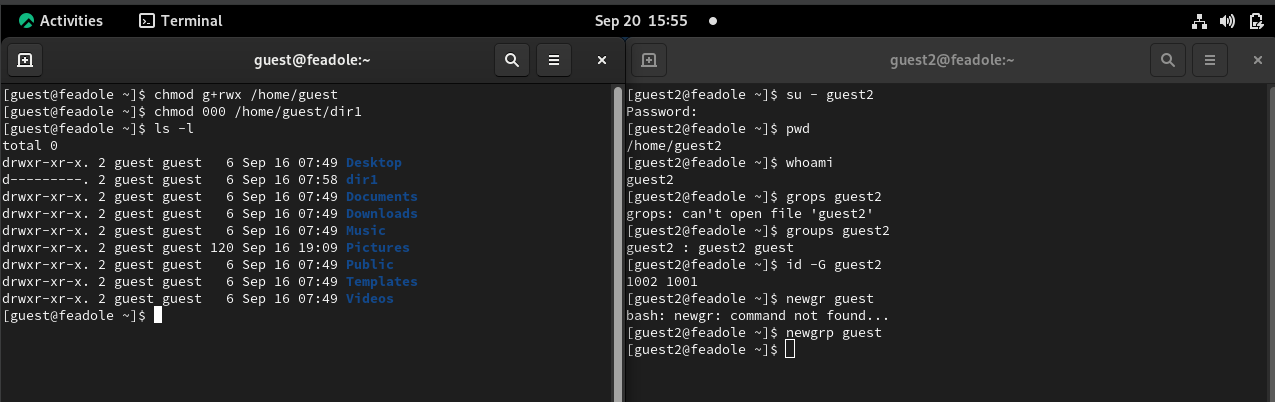 Activities
Terminal
Sep 20 15:55
guest@feadole:~
[guest@feadole ~]$ chmod g+rwx /home/guest
[guest@feadole ~]$ chmod 000 /home/guest/dir1
[guest@feadole ~]$ ls -l
total 0
drwxr-xr-x. 2 guest guest   6 Sep 16 07:49 Desktop
d---------. 2 guest guest   6 Sep 16 07:58 dir1
drwxr-xr-x. 2 guest guest   6 Sep 16 07:49 Documents
drwxr-xr-x. 2 guest guest   6 Sep 16 07:49 Downloads
drwxr-xr-x. 2 guest guest   6 Sep 16 07:49 Music
drwxr-xr-x. 2 guest guest 120 Sep 16 19:09 Pictures
drwxr-xr-x. 2 guest guest   6 Sep 16 07:49 Public
drwxr-xr-x. 2 guest guest   6 Sep 16 07:49 Templates
drwxr-xr-x. 2 guest guest   6 Sep 16 07:49 Videos
[guest@feadole ~]$
guest2@feadole:~
[guest2@feadole ~]$ su - guest2
Password:
[guest2@feadole ~]$ pwd
/home/guest2
[guest2@feadole ~]$ whoami
guest2
[guest2@feadole ~]$ grops guest2
grops: can't open file 'guest2'
[guest2@feadole ~]$ groups guest2
guest2 : guest2 guest
[guest2@feadole ~]$ id -G guest2
1002 1001
[guest2@feadole ~]$ newgr guest
bash: newgr: command not found...
[guest2@feadole ~]$ newgrp guest
[guest2@feadole ~]$